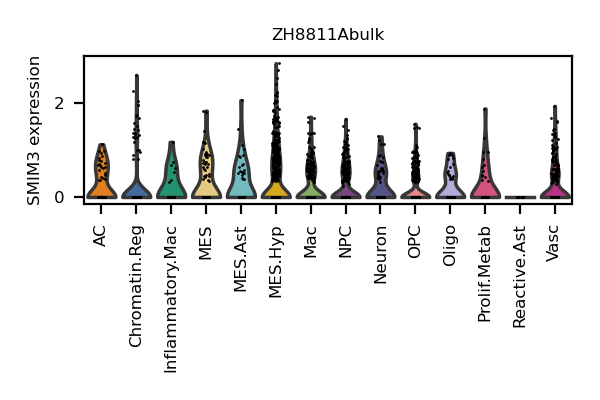 ZH8811Abulk
SMIM3 expression
2
0
AC
Chromatin.Reg
Inflammatory.Mac
MES
MES.Ast
MES.Hyp
Mac
NPC
Neuron
OPC
Oligo
Prolif.Metab
Reactive.Ast
Vasc